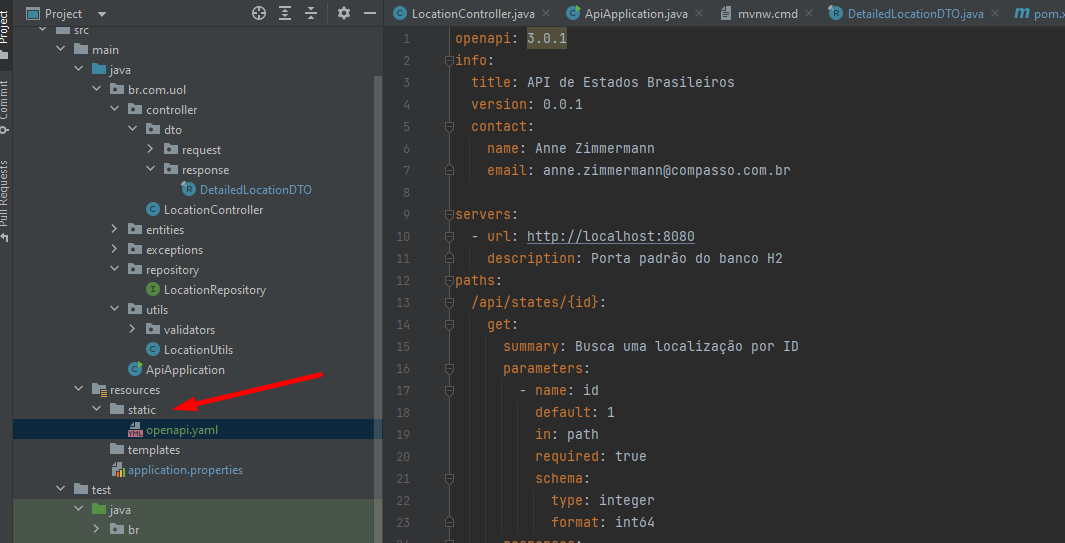 Project
Commit
Pull Requests
Project
src
main
java
br.com.uol
controller
dto
request
response
DetailedLocationDTO
LocationController
entities
exceptions
repository
LocationRepository
utils
validators
LocationUtils
ApiApplication
resources
static
openapi.yaml
templates
application.properties
test
java
br
LocationController.java ApiApplication.java mvnw.cmd DetailedLocationDTO.java pom.x
1 openapi: 3.0.1
2 info:
3 title: API de Estados Brasileiros
4 version: 0.0.1
5 contact:
6 name: Anne Zimmermann
7 email: anne.zimmermann@compasso.com.br
8
9 servers:
10 - url: http://localhost:8080
11 description: Porta padrão do banco H2
12 paths:
13 /api/states/{id}:
14 get:
15 summary: Busca uma localização por ID
16 parameters:
17 - name: id
18 default: 1
19 in: path
20 required: true
21 schema:
22 type: integer
23 format: int64